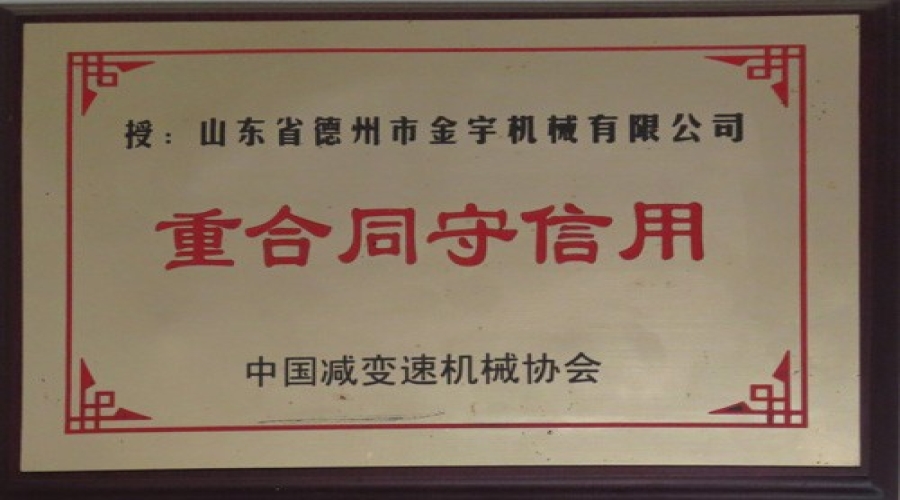 授：山东省德州市金宇机械有限公司
重合同守信用
中国减变速机械协会